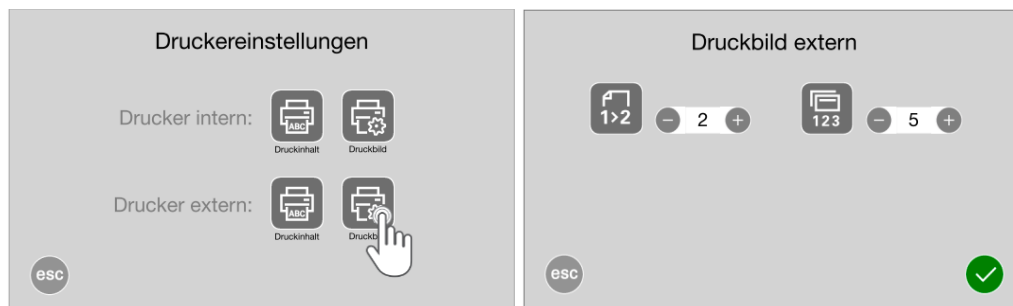 Druckereinstellungen
Drucker intern:
ABC
Druckinhalt
Druckbild
Drucker extern:
ABC
Druckinhalt
esc
Druckbild extern
1>2
− 2 +
123
− 5 +
esc